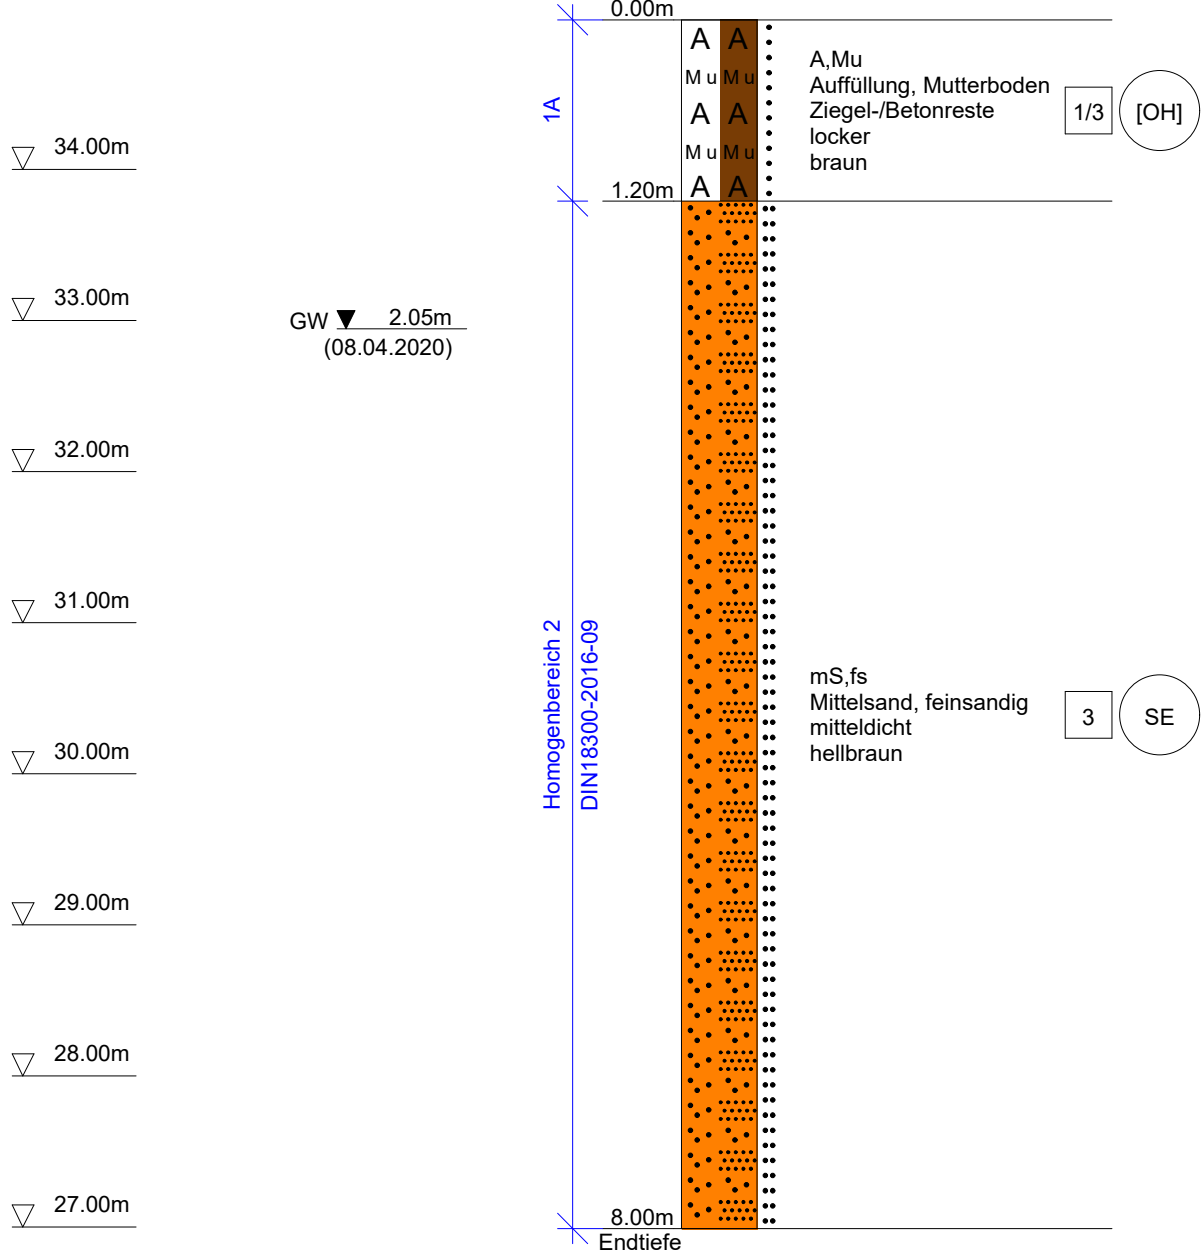 0.00m
A A
Mu Mu
A A
Mu Mu
A A
1A
A,Mu
Auffüllung, Mutterboden
Ziegel-/Betonreste
locker
braun
1/3
[OH]
34.00m
1.20m
33.00m
GW 2.05m
(08.04.2020)
32.00m
31.00m
Homogenbereich 2
DIN18300-2016-09
mS,fs
Mittelsand, feinsandig
mitteldicht
hellbraun
3
SE
30.00m
29.00m
28.00m
27.00m
8.00m
Endtiefe